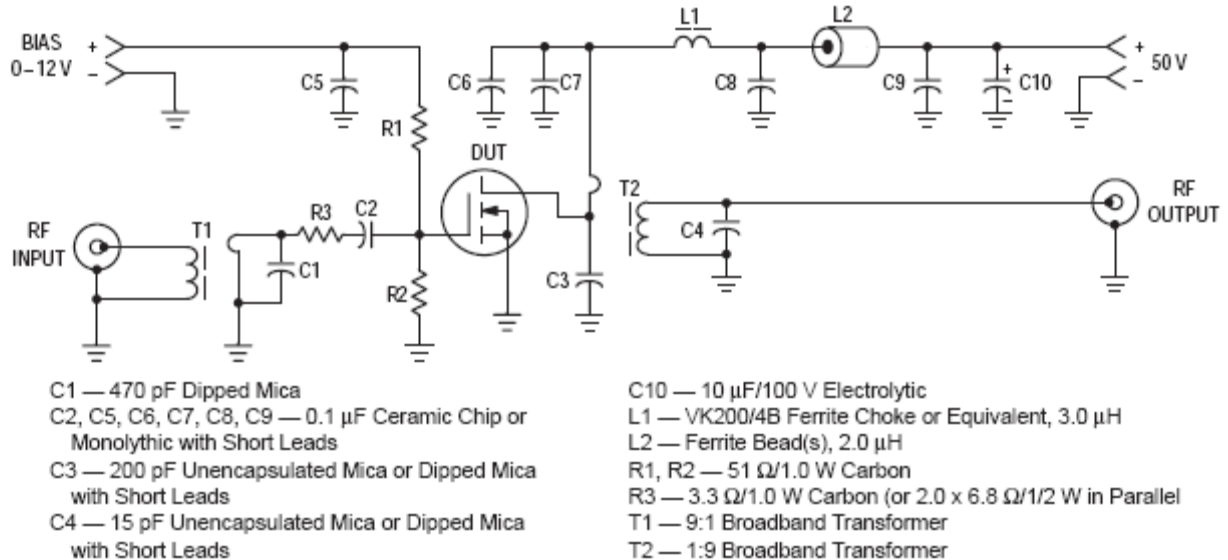 L1
L2
BIAS
0–12 V
+
–
C5
C6
C7
C8
C9
+
–
C10
+
–
50 V
R1
DUT
RF
INPUT
T1
R3
C2
C1
R2
C3
T2
C4
RF
OUTPUT
C1 — 470 pF Dipped Mica
C2, C5, C6, C7, C8, C9 — 0.1 μF Ceramic Chip or
Monolythic with Short Leads
C3 — 200 pF Unencapsulated Mica or Dipped Mica
with Short Leads
C4 — 15 pF Unencapsulated Mica or Dipped Mica
with Short Leads
C10 — 10 μF/100 V Electrolytic
L1 — VK200/4B Ferrite Choke or Equivalent, 3.0 μH
L2 — Ferrite Bead(s), 2.0 μH
R1, R2 — 51 Ω/1.0 W Carbon
R3 — 3.3 Ω/1.0 W Carbon (or 2.0 x 6.8 Ω/1/2 W in Parallel
T1 — 9:1 Broadband Transformer
T2 — 1:9 Broadband Transformer